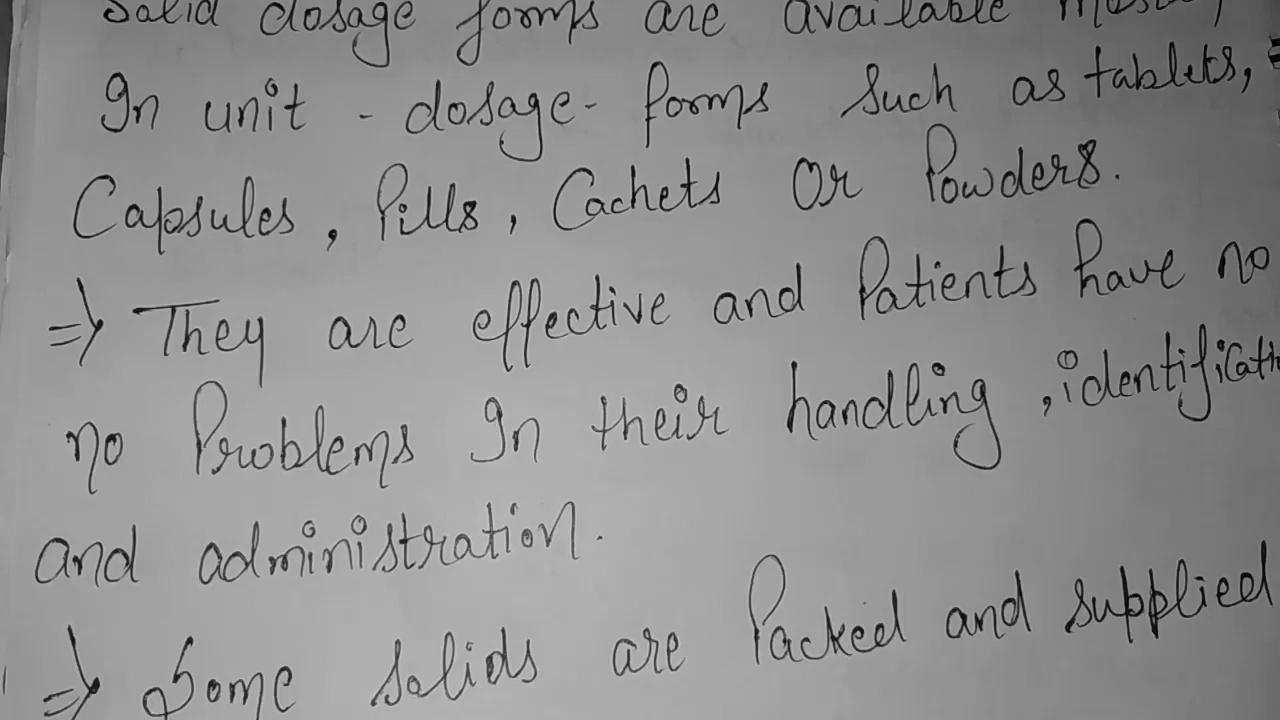 Solid dosage forms are available mostly
In unit - dosage - forms such as tablets,
Capsules, Pills, Cachets Or Powders.
⇒ They are effective and Patients have no
no Problems In their handling, identificati
and administration.
⇒ Some Solids are Packed and supplied